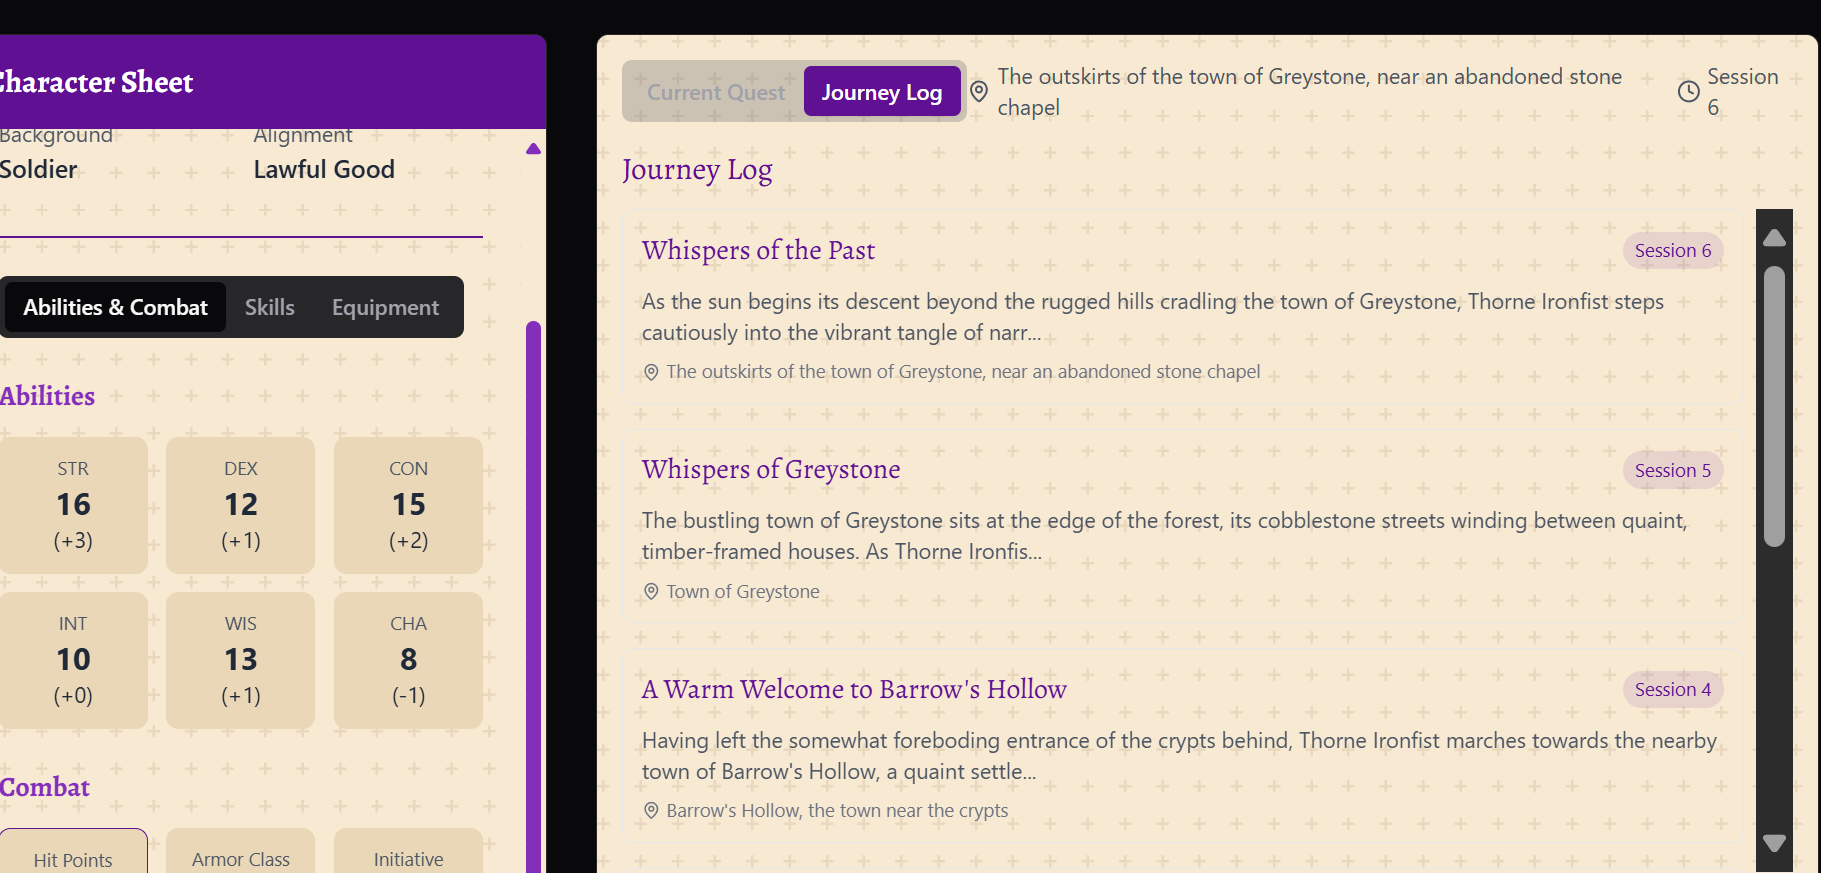 Character Sheet
Background
Alignment
Soldier
Lawful Good
Abilities & Combat
Skills
Equipment
Abilities
STR
16
(+3)
DEX
12
(+1)
CON
15
(+2)
INT
10
(+0)
WIS
13
(+1)
CHA
8
(-1)
Combat
Hit Points
Armor Class
Initiative
Current Quest
Journey Log
The outskirts of the town of Greystone, near an abandoned stone
chapel
Session
6
Journey Log
Whispers of the Past
Session 6
As the sun begins its descent beyond the rugged hills cradling the town of Greystone, Thorne Ironfist steps
cautiously into the vibrant tangle of narr...
The outskirts of the town of Greystone, near an abandoned stone chapel
Whispers of Greystone
Session 5
The bustling town of Greystone sits at the edge of the forest, its cobblestone streets winding between quaint,
timber-framed houses. As Thorne Ironfis...
Town of Greystone
A Warm Welcome to Barrow's Hollow
Session 4
Having left the somewhat foreboding entrance of the crypts behind, Thorne Ironfist marches towards the nearby
town of Barrow's Hollow, a quaint settle...
Barrow's Hollow, the town near the crypts